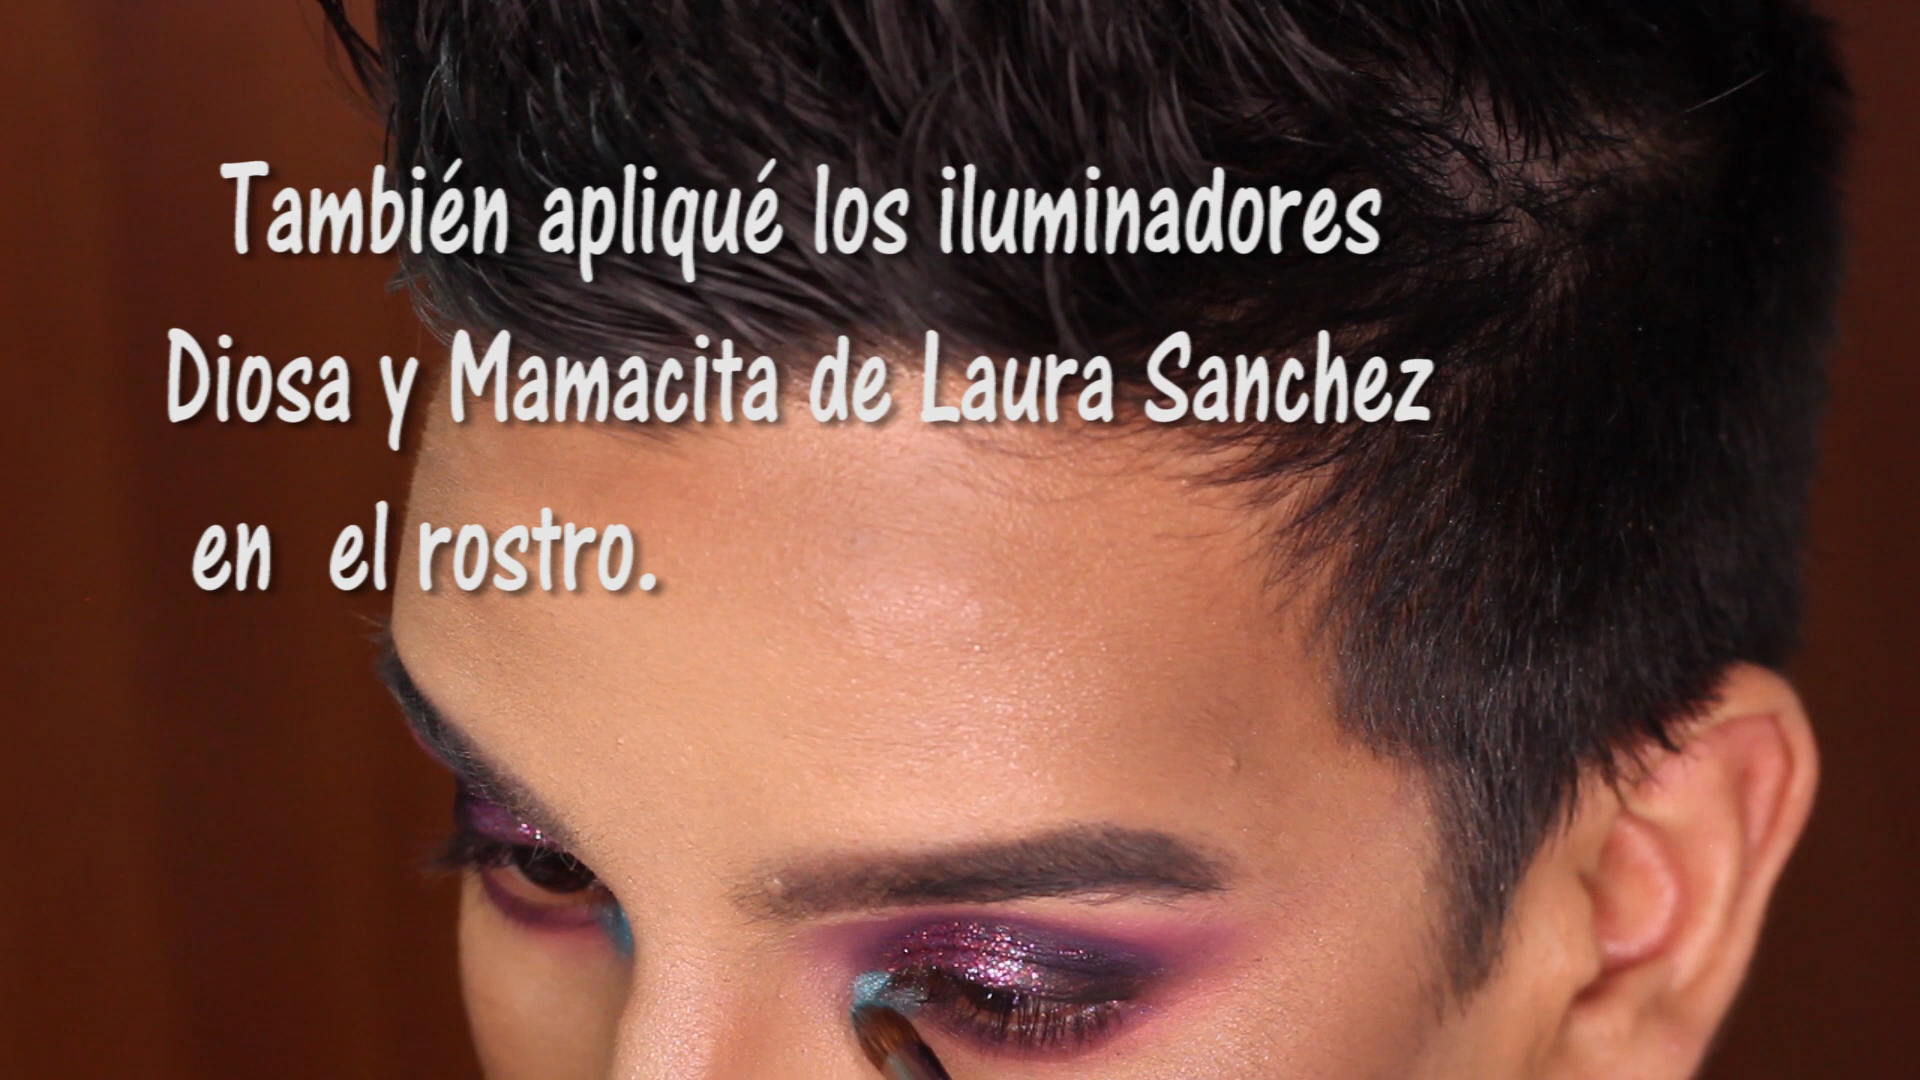 También apliqué los iluminadores
Diosa y Mamacita de Laura Sanchez
en el rostro.